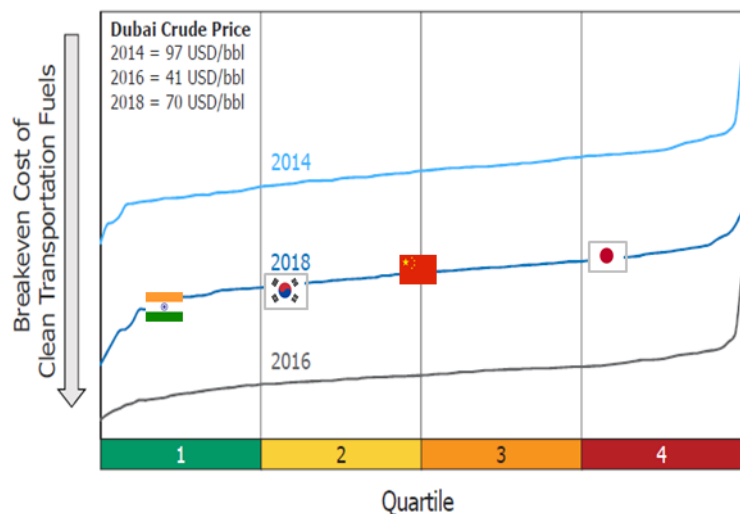 Dubai Crude Price
2014 = 97 USD/bbl
2016 = 41 USD/bbl
2018 = 70 USD/bbl
Breakeven Cost of
Clean Transportation Fuels
2014
2018
2016
1
2
3
4
Quartile